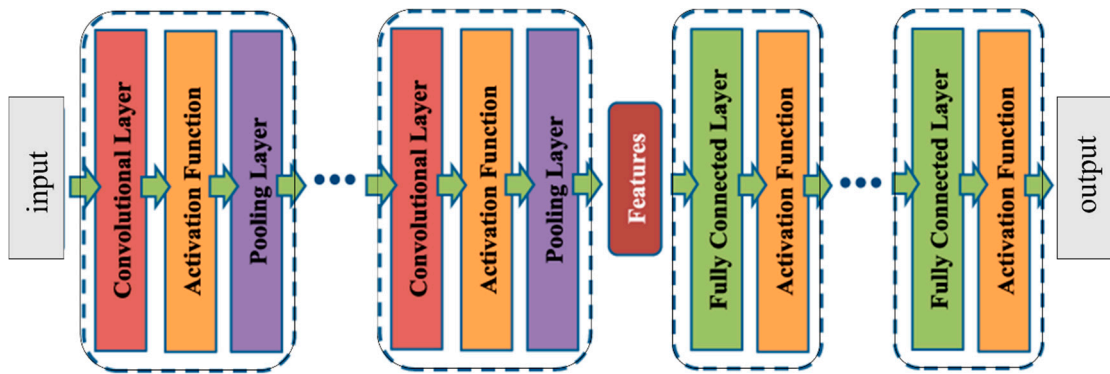 input
Convolutional Layer
Activation Function
Pooling Layer
Convolutional Layer
Activation Function
Pooling Layer
Features
Fully Connected Layer
Activation Function
Fully Connected Layer
Activation Function
output